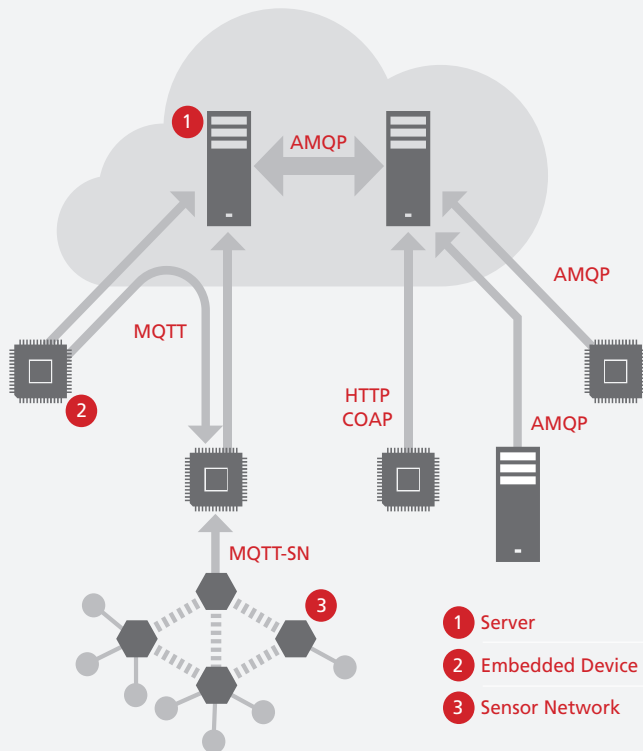 1
AMQP
AMQP
MQTT
2
HTTP
COAP
AMQP
MQTT-SN
3
1 Server
2 Embedded Device
3 Sensor Network